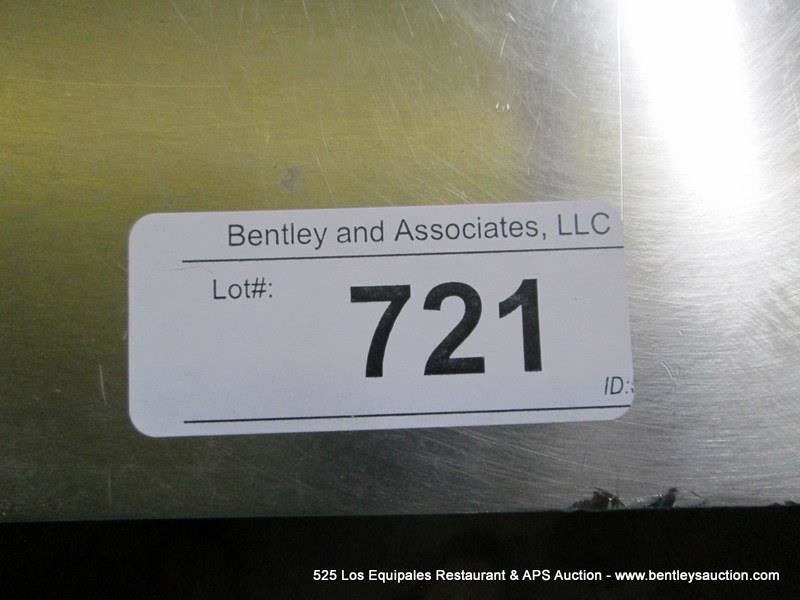 Bentley and Associates, LLC
Lot#:
721
ID:
525 Los Equipales Restaurant & APS Auction - www.bentleysauction.com